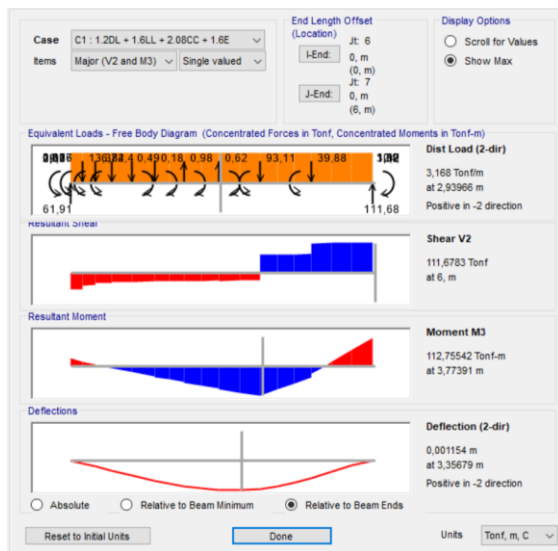 End Length Offset
(Location)
Display Options
Case C1 : 1.2DL + 1.6LL + 2.08CC + 1.6E
Items Major (V2 and M3) Single valued
Jt: 6
I-End: 0, m
(0, m)
Jt: 7
J-End: 0, m
(6, m)
Scroll for Values
Show Max
Equivalent Loads - Free Body Diagram (Concentrated Forces in Tonf, Concentrated Moments in Tonf-m)
0,49 0,18 0,98 0,62 93,11 39,88
61,91 111,68
Dist Load (2-dir)
3,168 Tonf/m
at 2,93966 m
Positive in -2 direction
Resultant Shear
Shear V2
111,6783 Tonf
at 6, m
Resultant Moment
Moment M3
112,75542 Tonf-m
at 3,77391 m
Deflections
Deflection (2-dir)
0,001154 m
at 3,35679 m
Positive in -2 direction
Absolute Relative to Beam Minimum Relative to Beam Ends
Reset to Initial Units Done Units Tonf, m, C